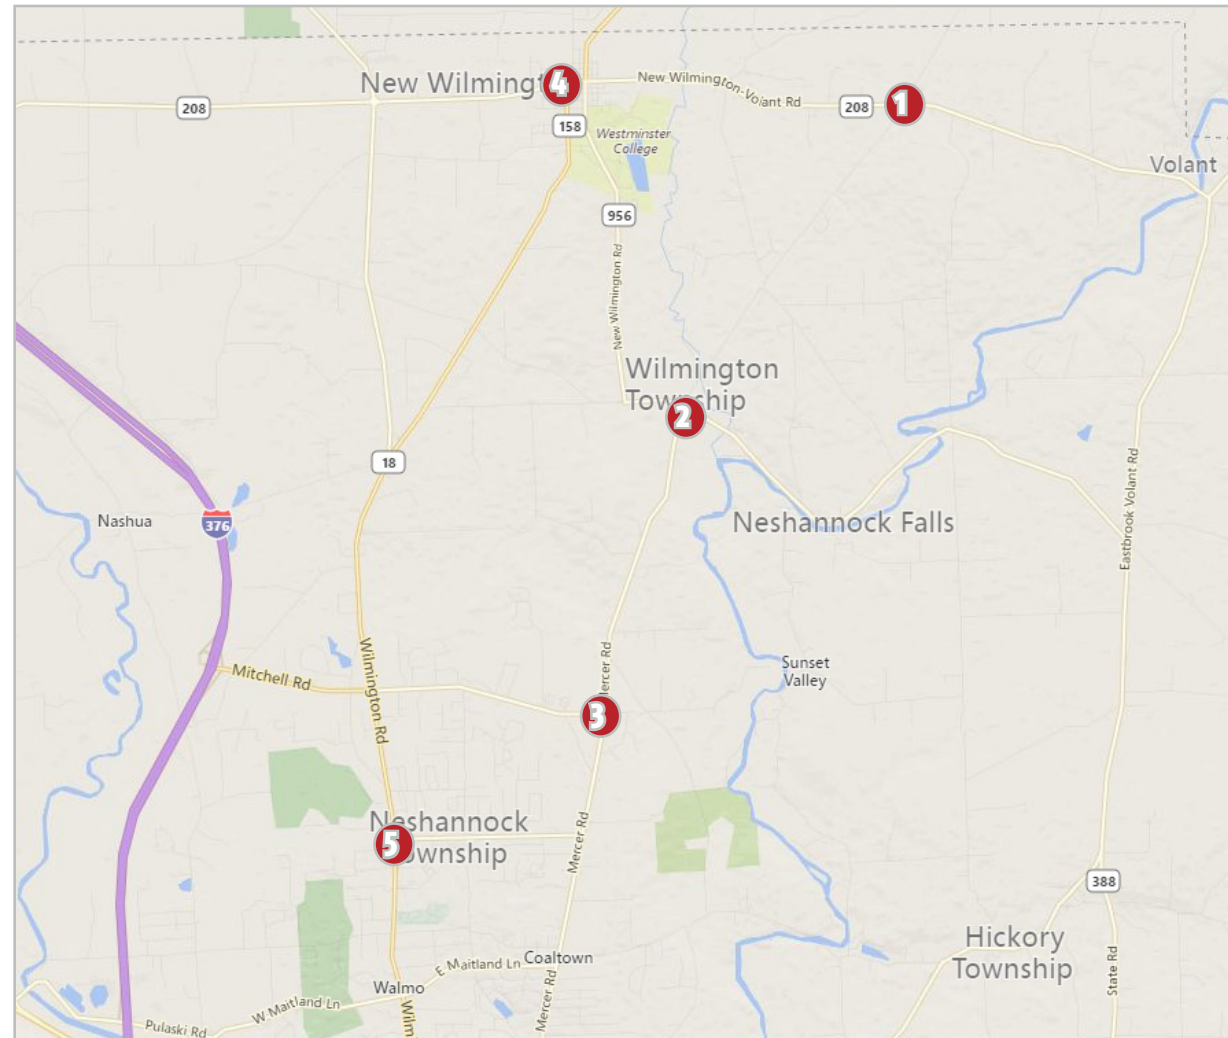 New Wilmingt
4
New Wilmington-Volant Rd
208
208
1
158
Westminster
College
Volant
956
New Wilmington Rd
Wilmington
Township
2
18
Eastbrook Volant Rd
Nashua
376
Neshannock Falls
Mitchell Rd
Wilmington Rd
Mercer Rd
Sunset
Valley
3
Neshannock
Township
5
Mercer Rd
388
Hickory
Township
E Maitland Ln
Coaltown
State Rd
Walmo
W Maitland Ln
Mercer Rd
Pulaski Rd
Wilm